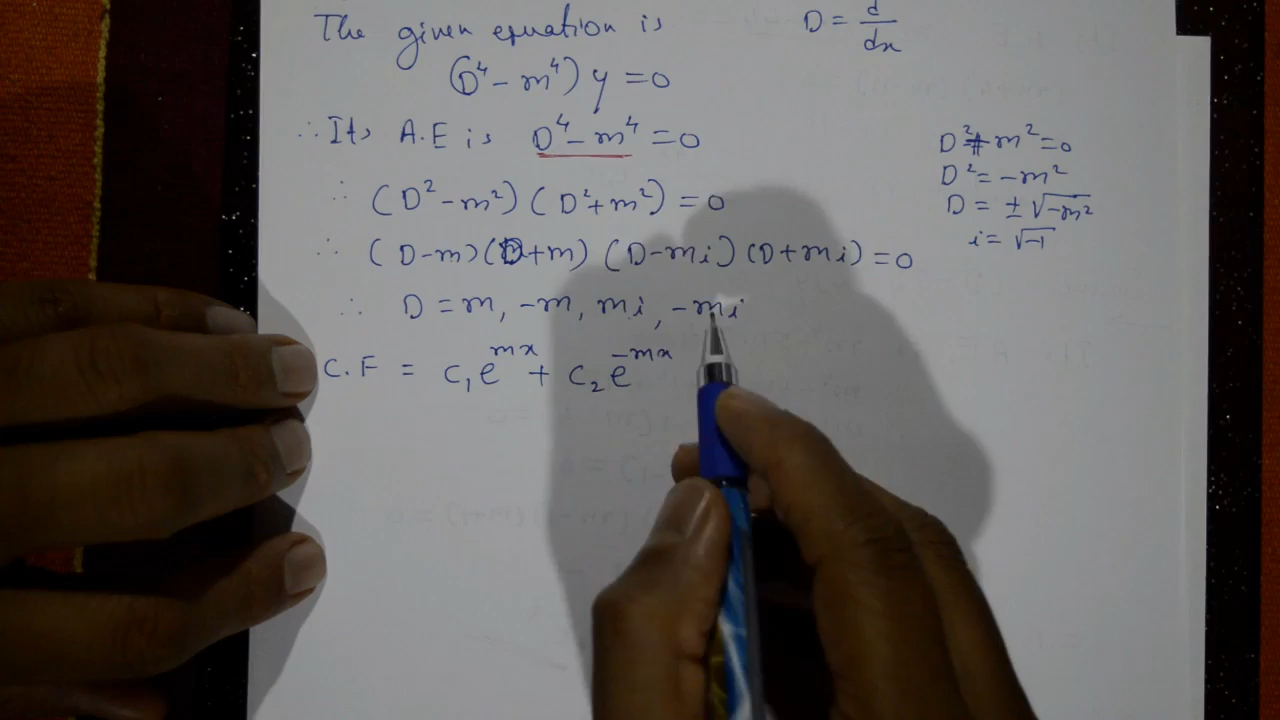 The given equation is
D = d/dx
(D⁴ - m⁴) y = 0
∴ Its A.E is D⁴ - m⁴ = 0
∴ (D² - m²) (D² + m²) = 0
∴ (D-m) (D+m) (D-mi) (D+mi) = 0
∴ D = m, -m, mi, -mi
C.F = c₁e^mx + c₂e^-mx
D² + m² = 0
D² = -m²
D = ± √-m²
i = √-1